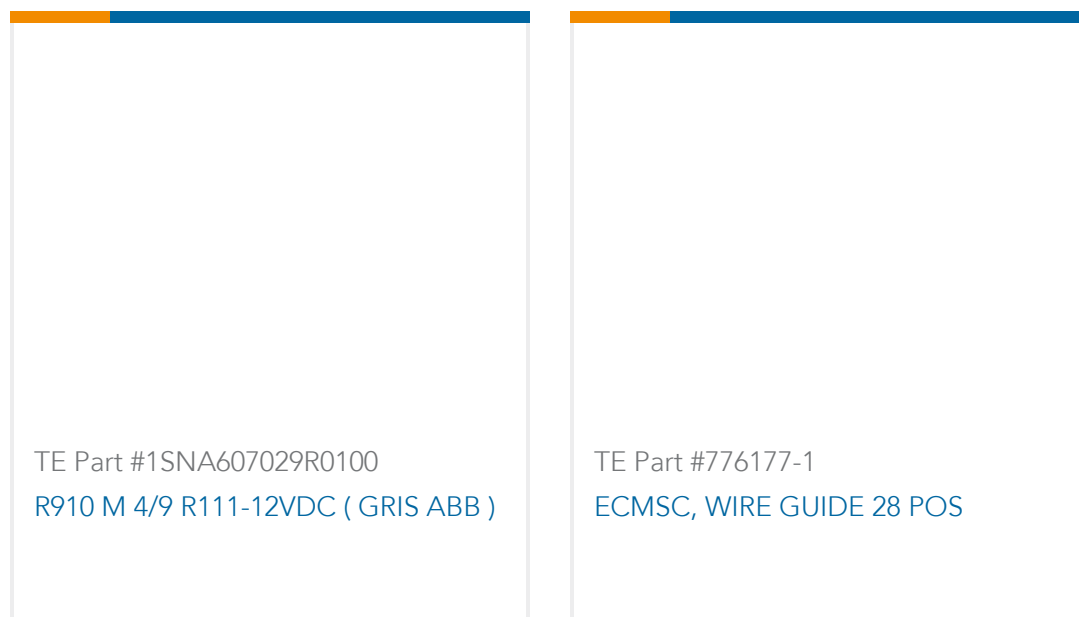 TE Part #1SNA607029R0100
R910 M 4/9 R111-12VDC ( GRIS ABB )
TE Part #776177-1
ECMSC, WIRE GUIDE 28 POS